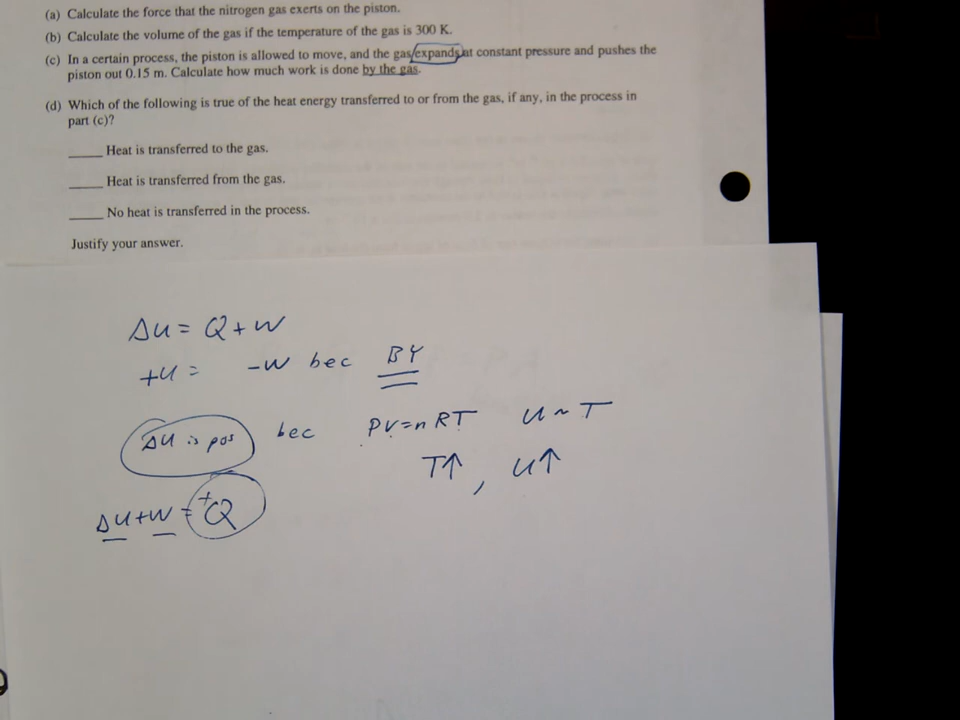 (a) Calculate the force that the nitrogen gas exerts on the piston.
(b) Calculate the volume of the gas if the temperature of the gas is 300 K.
(c) In a certain process, the piston is allowed to move, and the gas expands at constant pressure and pushes the
piston out 0.15 m. Calculate how much work is done by the gas.
(d) Which of the following is true of the heat energy transferred to or from the gas, if any, in the process in
part (c)?
_____ Heat is transferred to the gas.
_____ Heat is transferred from the gas.
_____ No heat is transferred in the process.
Justify your answer.
ΔU = Q + W
+U = -W bec BY
ΔU is pos bec PV=nRT U ~ T
T↑, U↑
ΔU+W = +Q